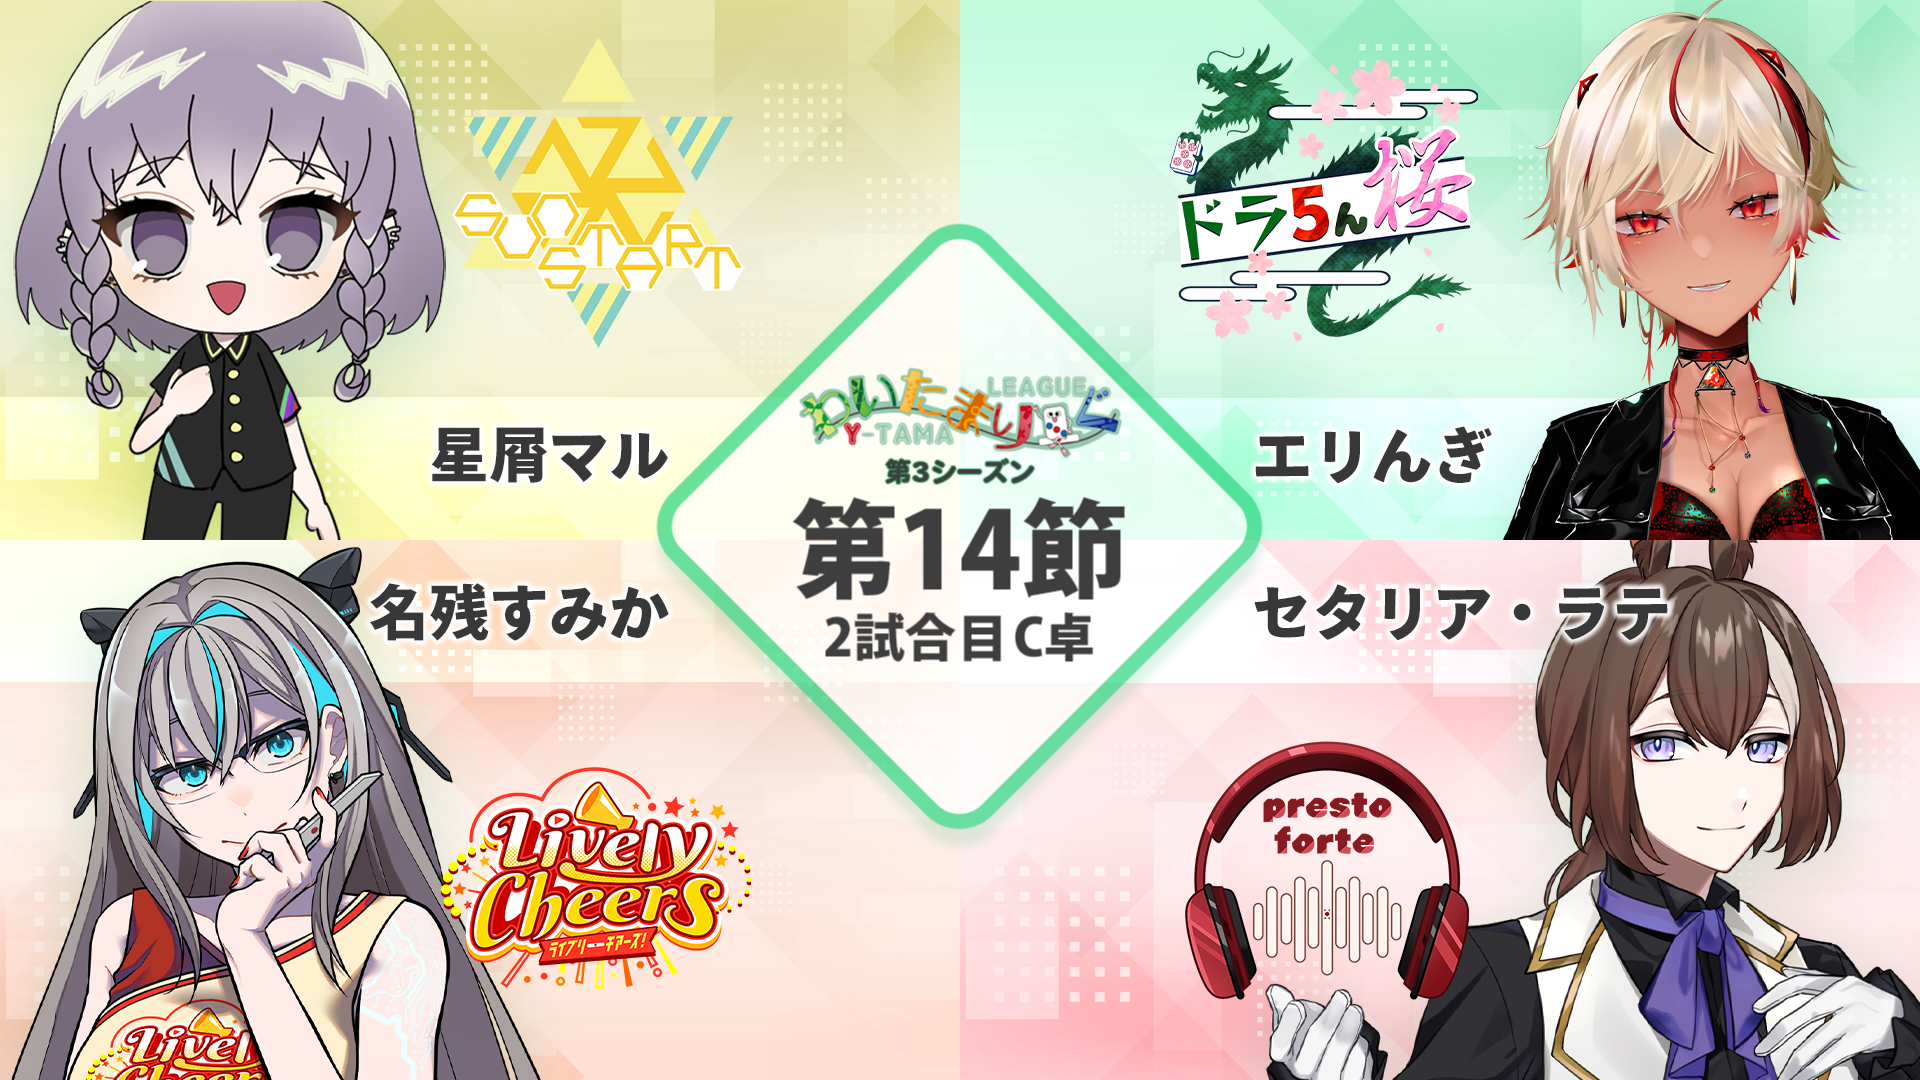 AZU
SUOSTART
ドラ5ん桜
星屑マル
エリんぎ
わいたまりーぐ
LEAGUE
Y-TAMA
第3シーズン
第14節
2試合目 C卓
名残すみか
セタリア・ラテ
Lively
Cheers
ライブリーチアーズ!
presto
forte
Lively
Cheers